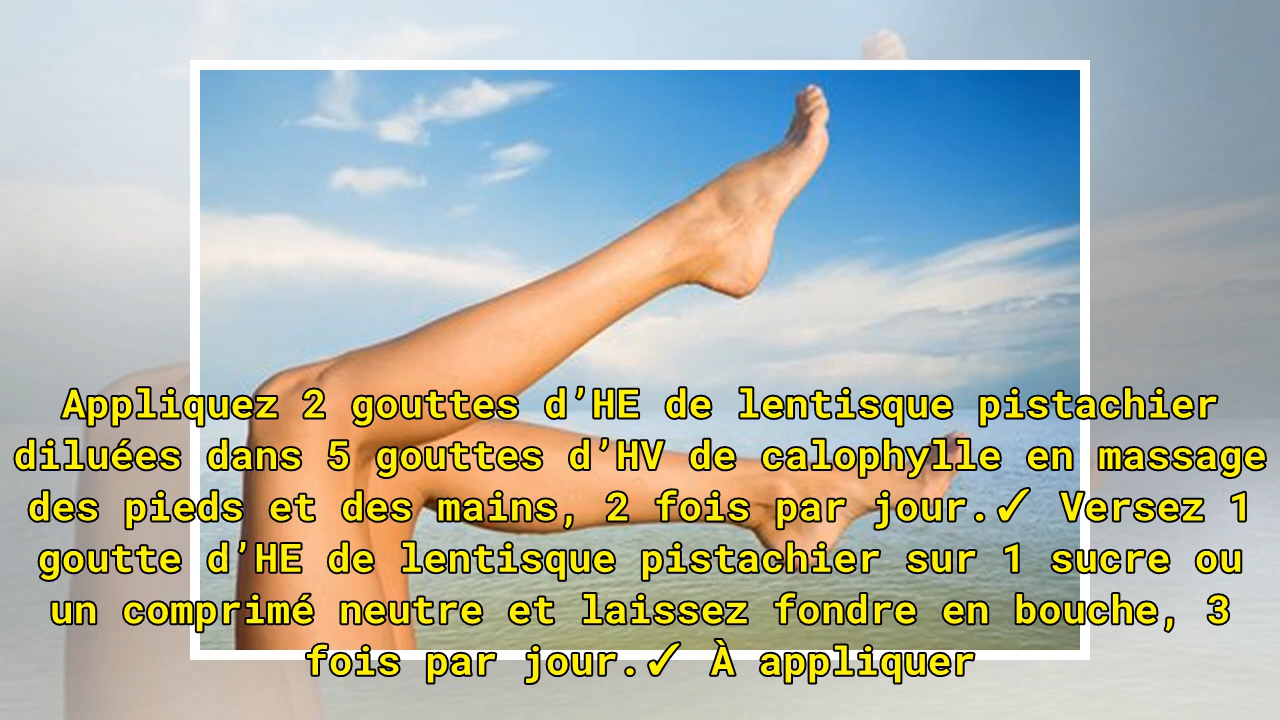 Appliquez 2 gouttes d’HE de lentisque pistachier
diluées dans 5 gouttes d’HV de calophylle en massage
des pieds et des mains, 2 fois par jour.✓ Versez 1
goutte d’HE de lentisque pistachier sur 1 sucre ou
un comprimé neutre et laissez fondre en bouche, 3
fois par jour.✓ À appliquer